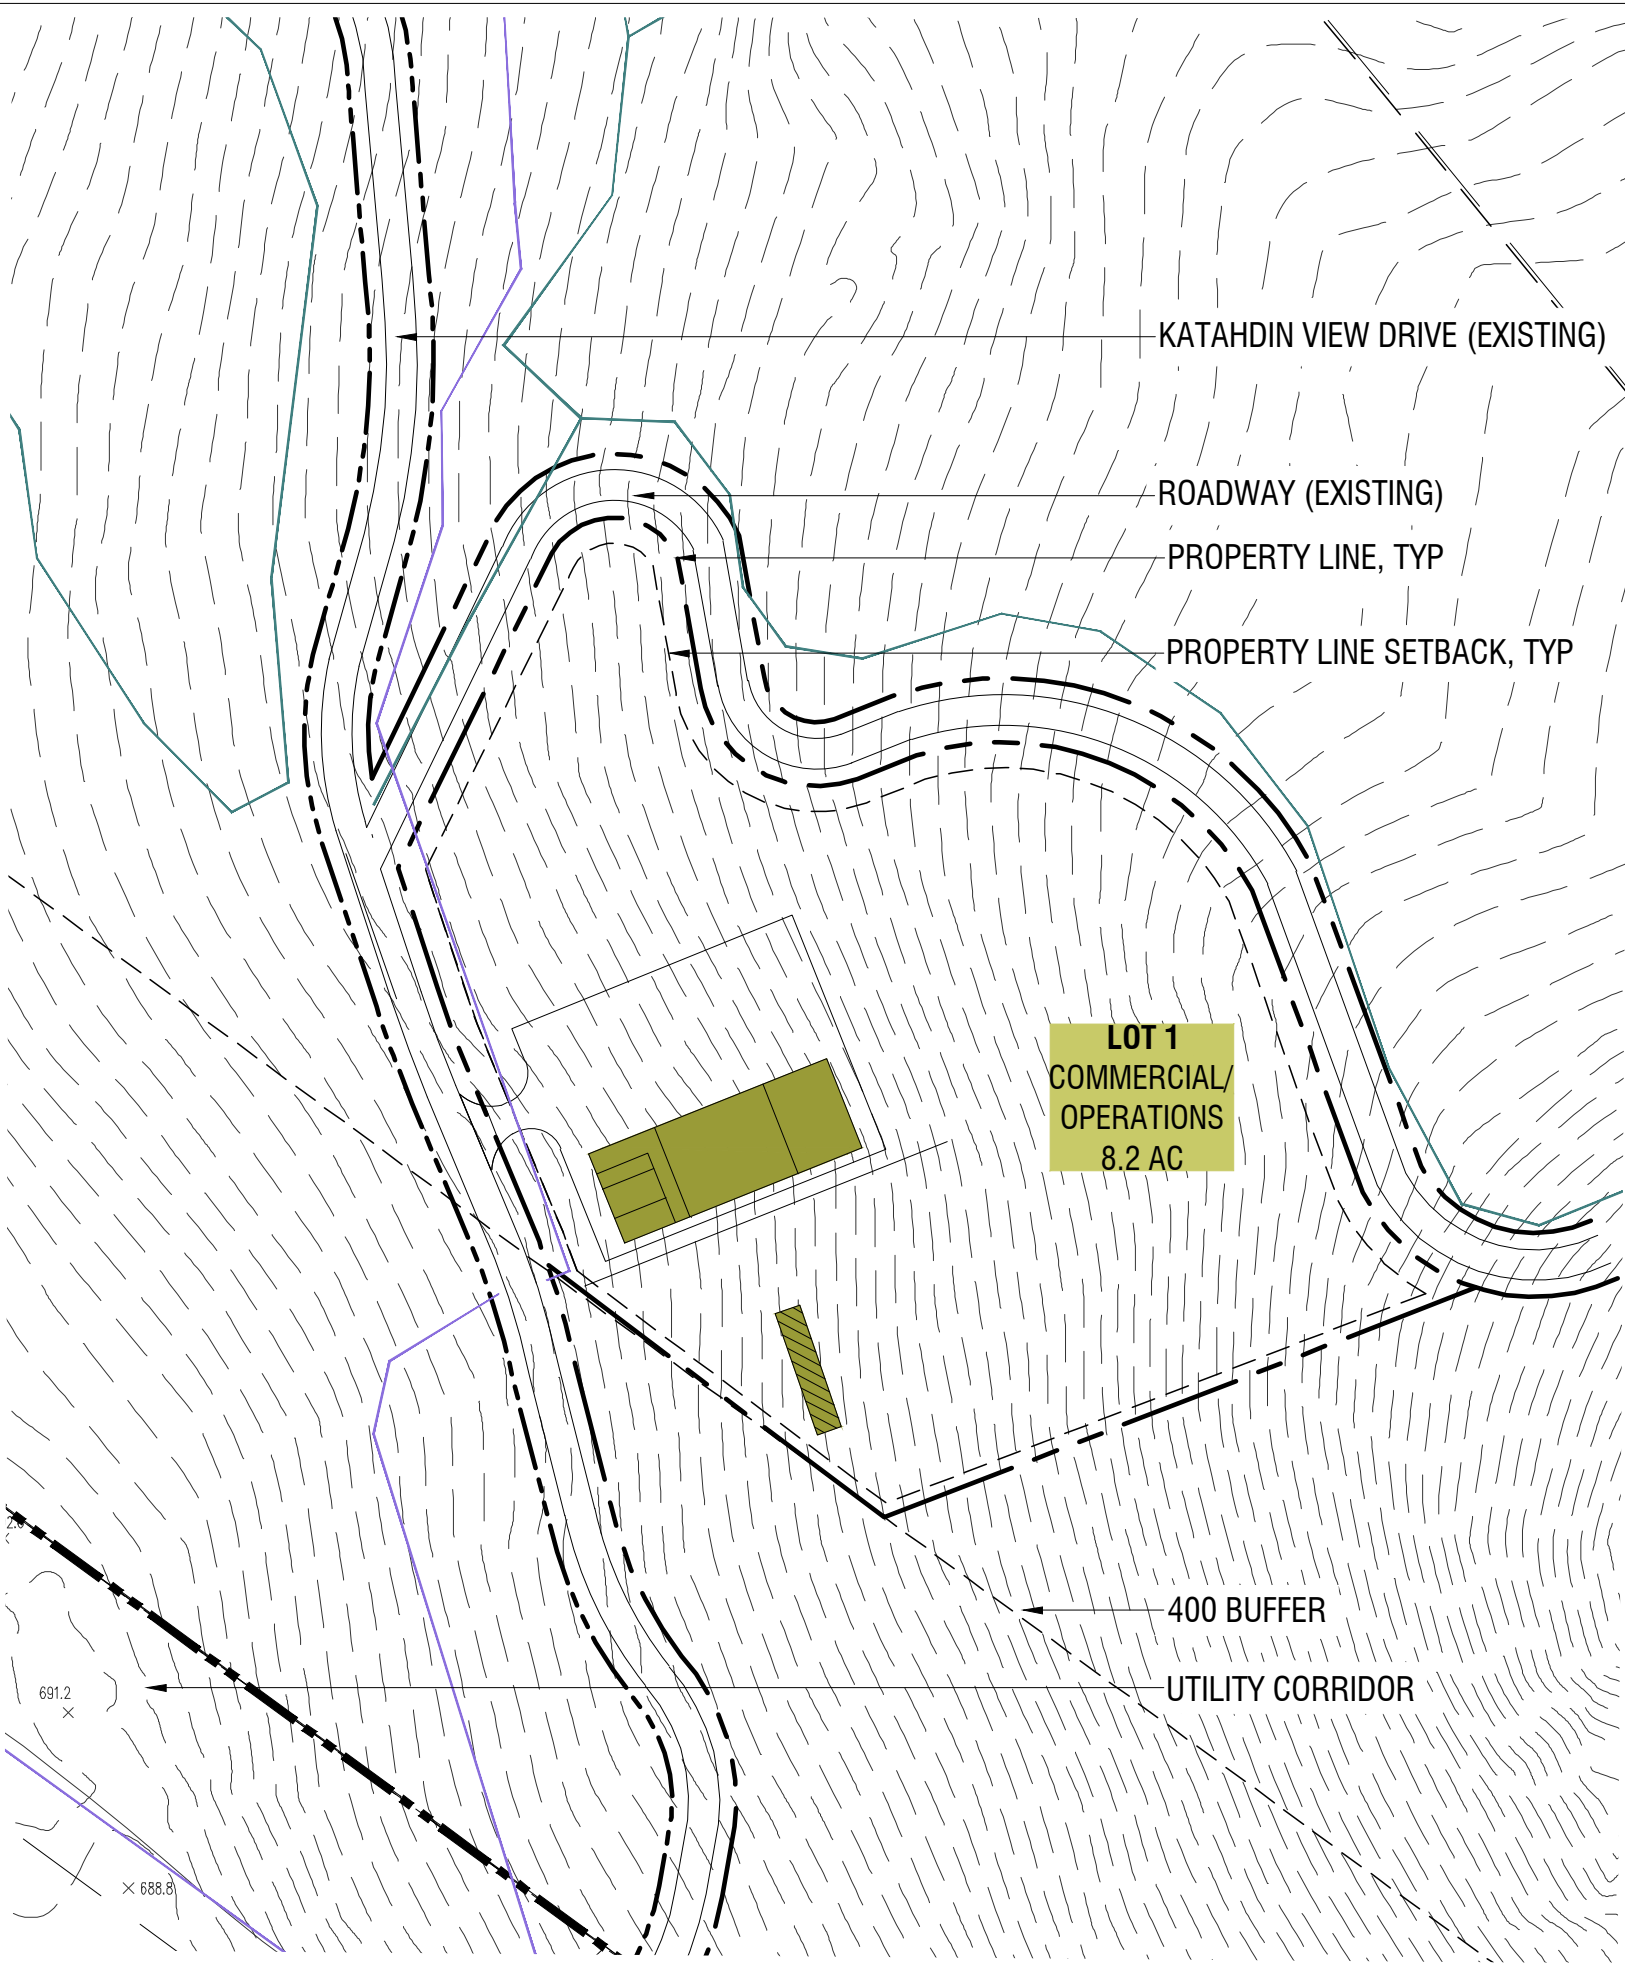 KATAHDIN VIEW DRIVE (EXISTING)
ROADWAY (EXISTING)
PROPERTY LINE, TYP
PROPERTY LINE SETBACK, TYP
LOT 1
COMMERCIAL/
OPERATIONS
8.2 AC
400 BUFFER
UTILITY CORRIDOR
691.2
688.8